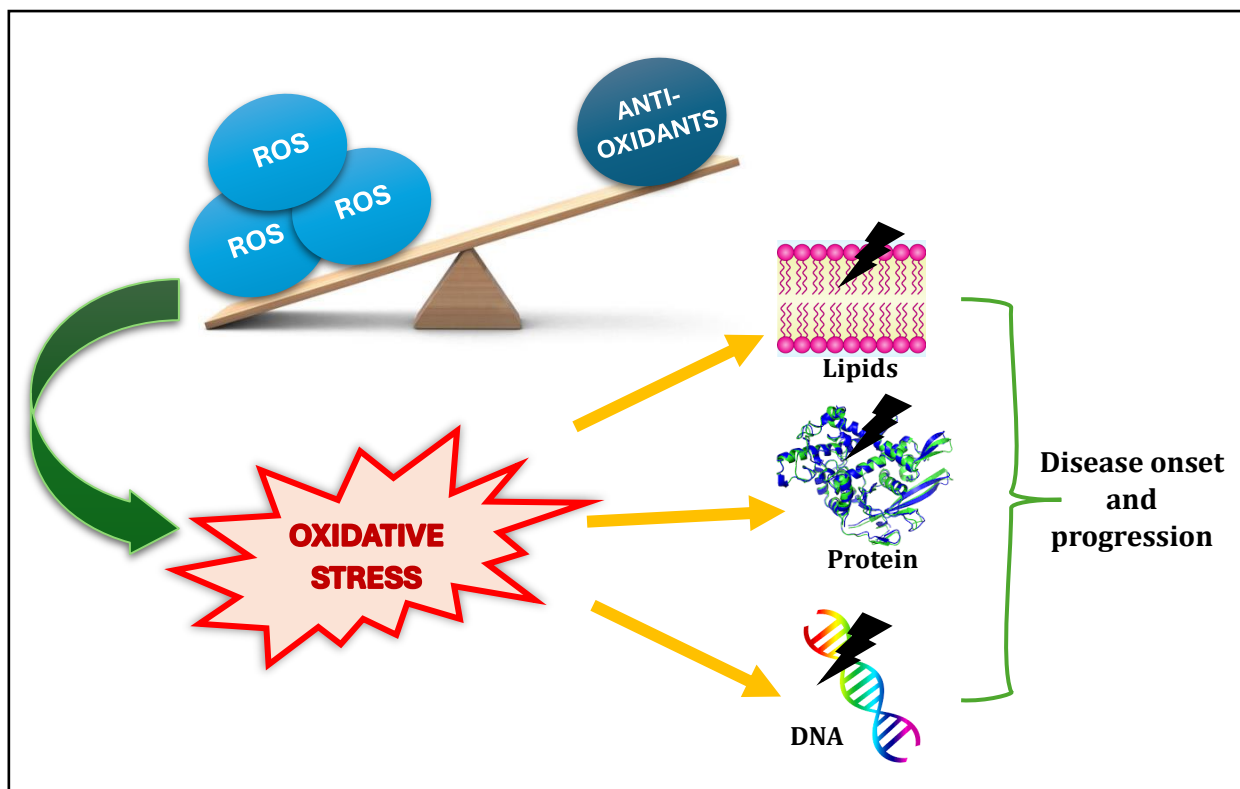 ROS
ROS
ROS
ANTI-
OXIDANTS
Lipids
Protein
DNA
OXIDATIVE
STRESS
Disease onset
and
progression